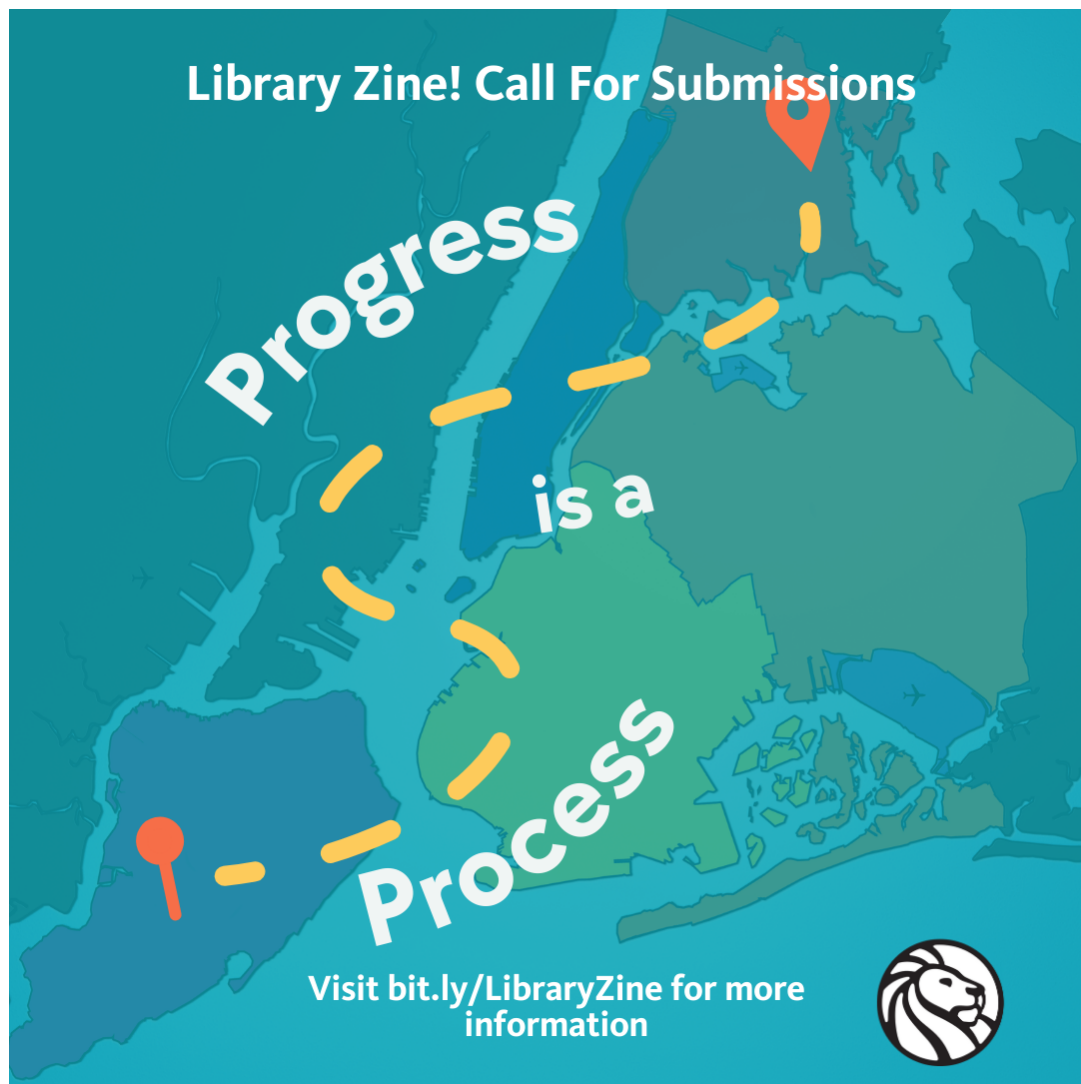 Library Zine! Call For Submissions
Progress
is a
Process
Visit bit.ly/LibraryZine for more
information